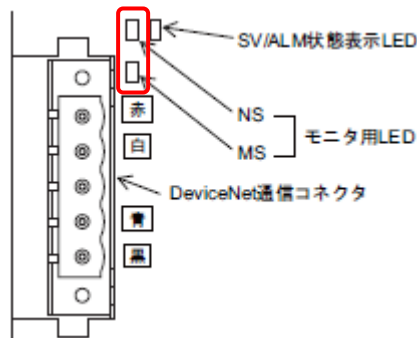 SV/ALM状態表示LED
赤
NS
モニタ用LED
白
MS
DeviceNet通信コネクタ
青
黒